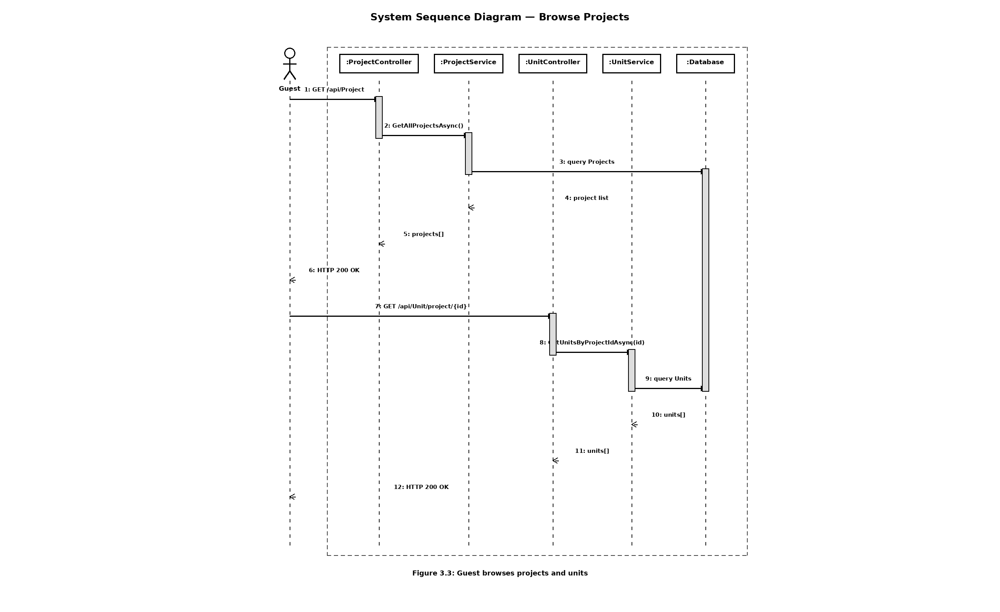 System Sequence Diagram — Browse Projects
:ProjectController
:ProjectService
:UnitController
:UnitService
:Database
Guest
1: GET /api/Project
2: GetAllProjectsAsync()
3: query Projects
4: project list
5: projects[]
6: HTTP 200 OK
7: GET /api/Unit/project/{id}
8: GetUnitsByProjectIdAsync(id)
9: query Units
10: units[]
11: units[]
12: HTTP 200 OK
Figure 3.3: Guest browses projects and units